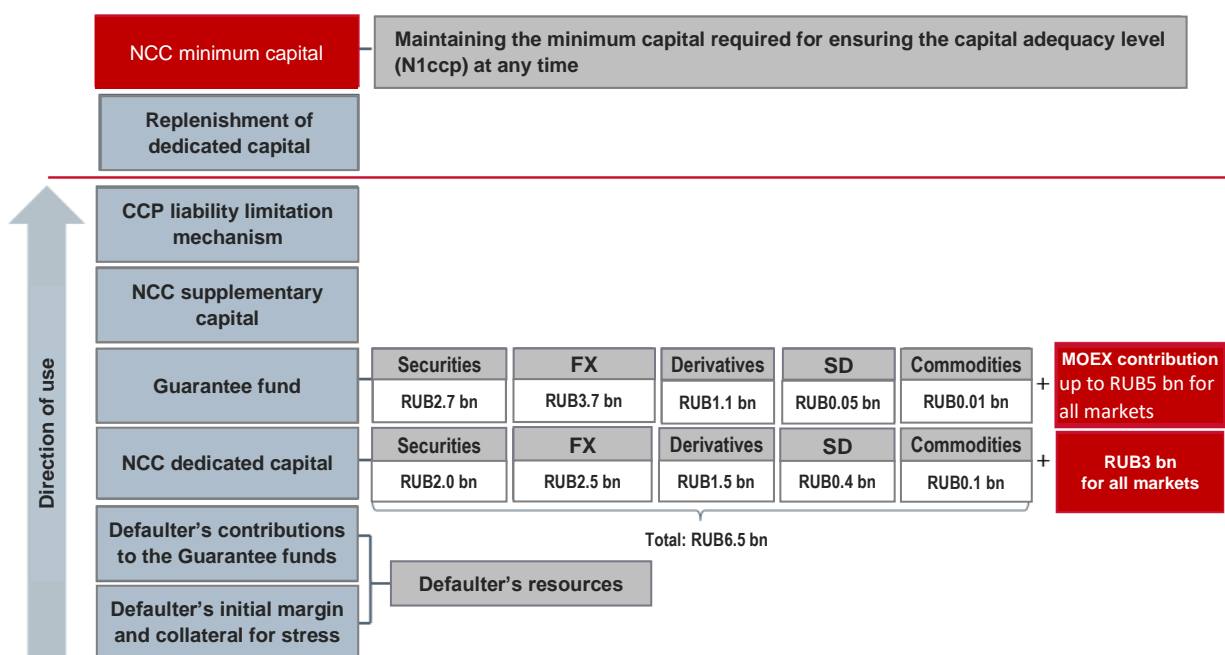 NCC minimum capital
Maintaining the minimum capital required for ensuring the capital adequacy level
(N1ccp) at any time
Replenishment of
dedicated capital
Direction of use
CCP liability limitation
mechanism
NCC supplementary
capital
Guarantee fund
Securities
FX
Derivatives
SD
Commodities
RUB2.7 bn
RUB3.7 bn
RUB1.1 bn
RUB0.05 bn
RUB0.01 bn
+
MOEX contribution
up to RUB5 bn for
all markets
NCC dedicated capital
Securities
FX
Derivatives
SD
Commodities
RUB2.0 bn
RUB2.5 bn
RUB1.5 bn
RUB0.4 bn
RUB0.1 bn
+
RUB3 bn
for all markets
Total: RUB6.5 bn
Defaulter’s contributions
to the Guarantee funds
Defaulter’s resources
Defaulter’s initial margin
and collateral for stress